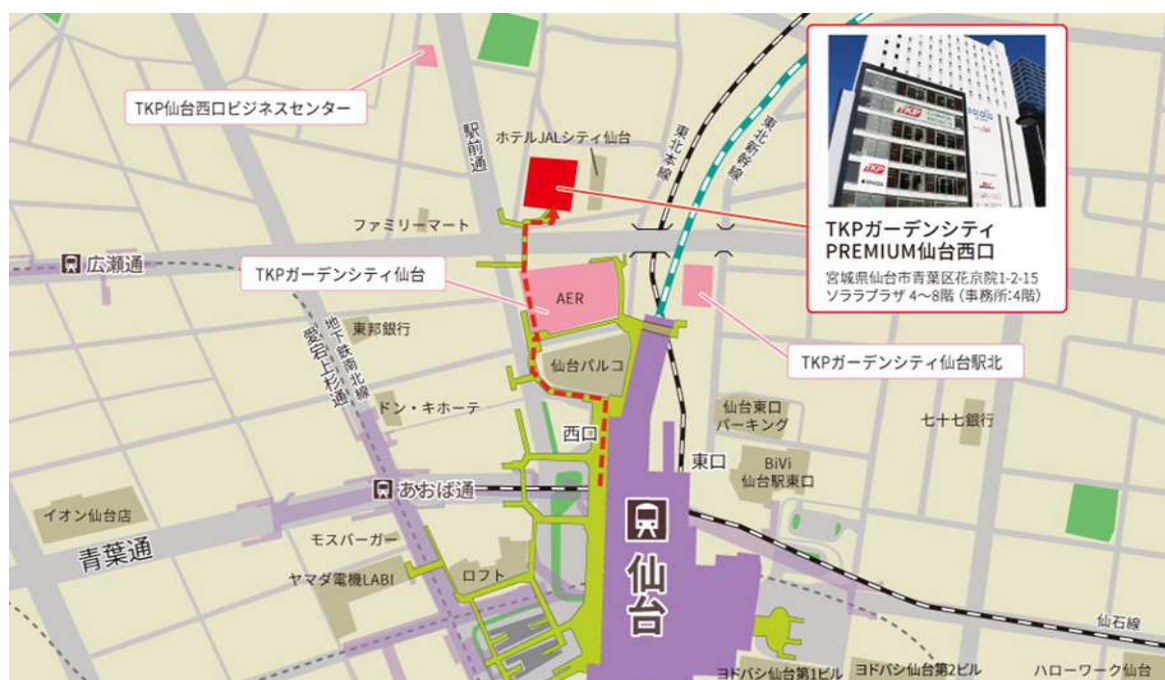 TKP仙台西口ビジネスセンター
駅前通
ホテルJALシティ仙台
東北本線
東北新幹線
TKP
TKP
TKPガーデンシティ
PREMIUM仙台西口
宮城県仙台市青葉区花京院1-2-15
ソララプラザ 4～8階 (事務所:4階)
ファミリーマート
広瀬通
TKPガーデンシティ仙台
AER
東邦銀行
地下鉄南北線
愛宕上杉通
仙台パルコ
TKPガーデンシティ仙台駅北
ドン・キホーテ
西口
仙台東口
パーキング
七十七銀行
東口
BiVi
仙台駅東口
あおば通
イオン仙台店
青葉通
モスバーガー
ヤマダ電機LABI
ロフト
仙台
仙石線
ヨドバシ仙台第1ビル
ヨドバシ仙台第2ビル
ハローワーク仙台